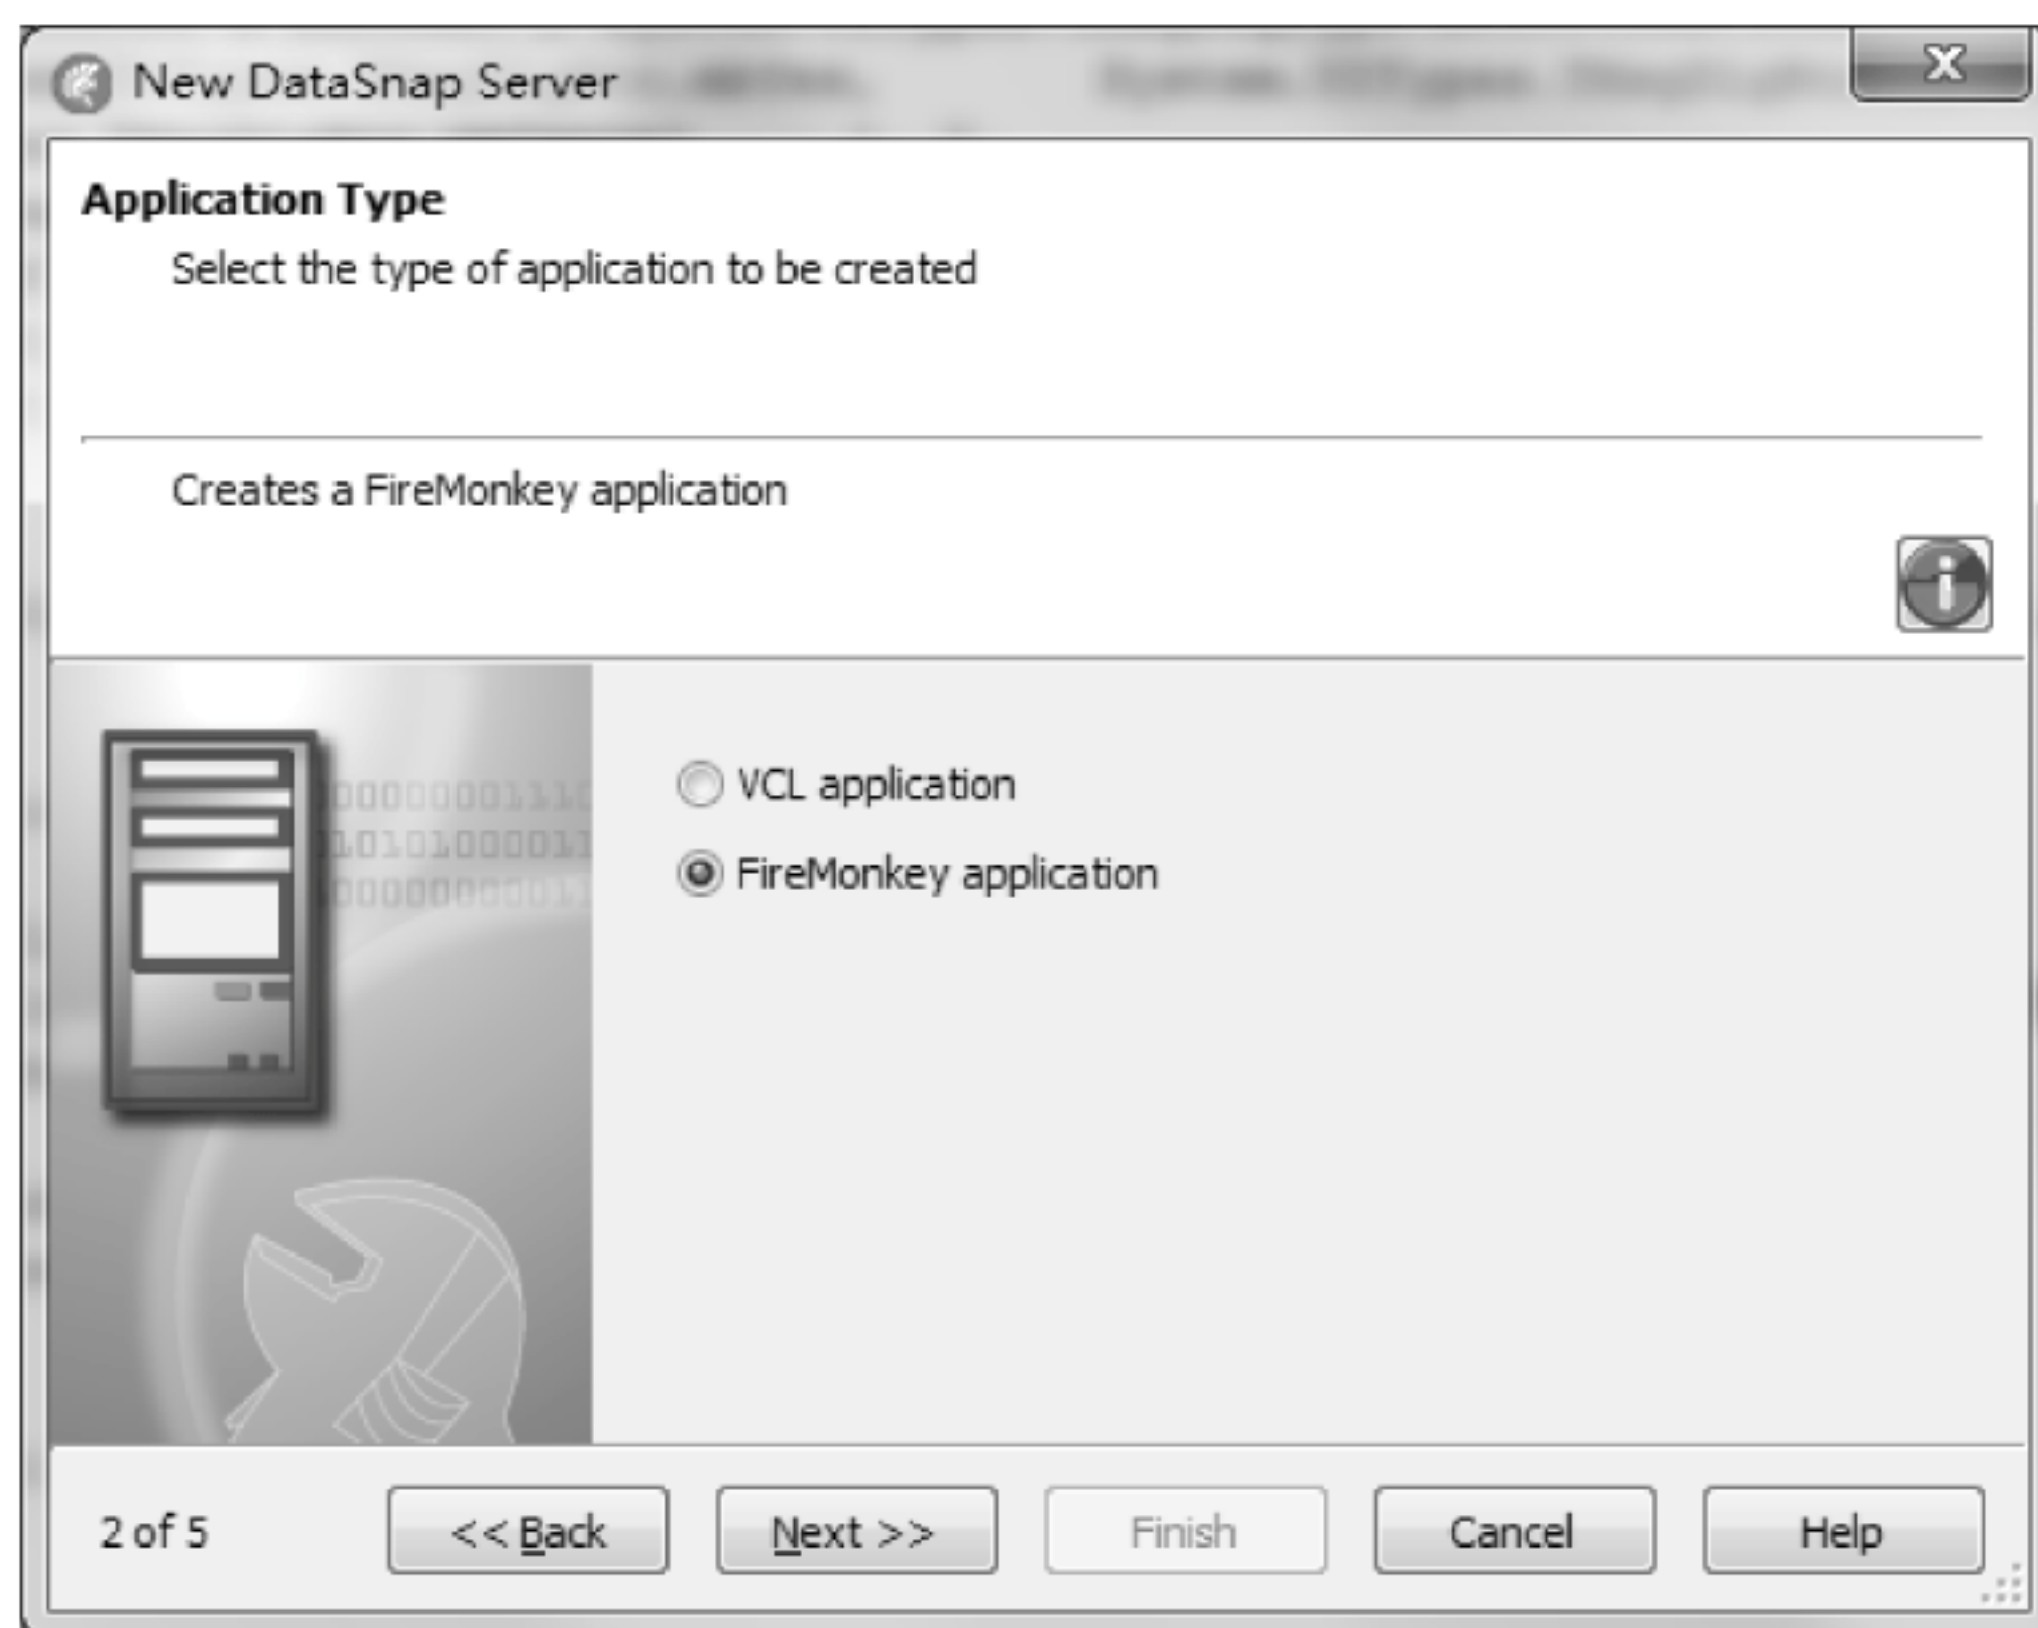 New DataSnap Server
Application Type
Select the type of application to be created
Creates a FireMonkey application
VCL application
FireMonkey application
2 of 5
<< Back
Next >>
Finish
Cancel
Help